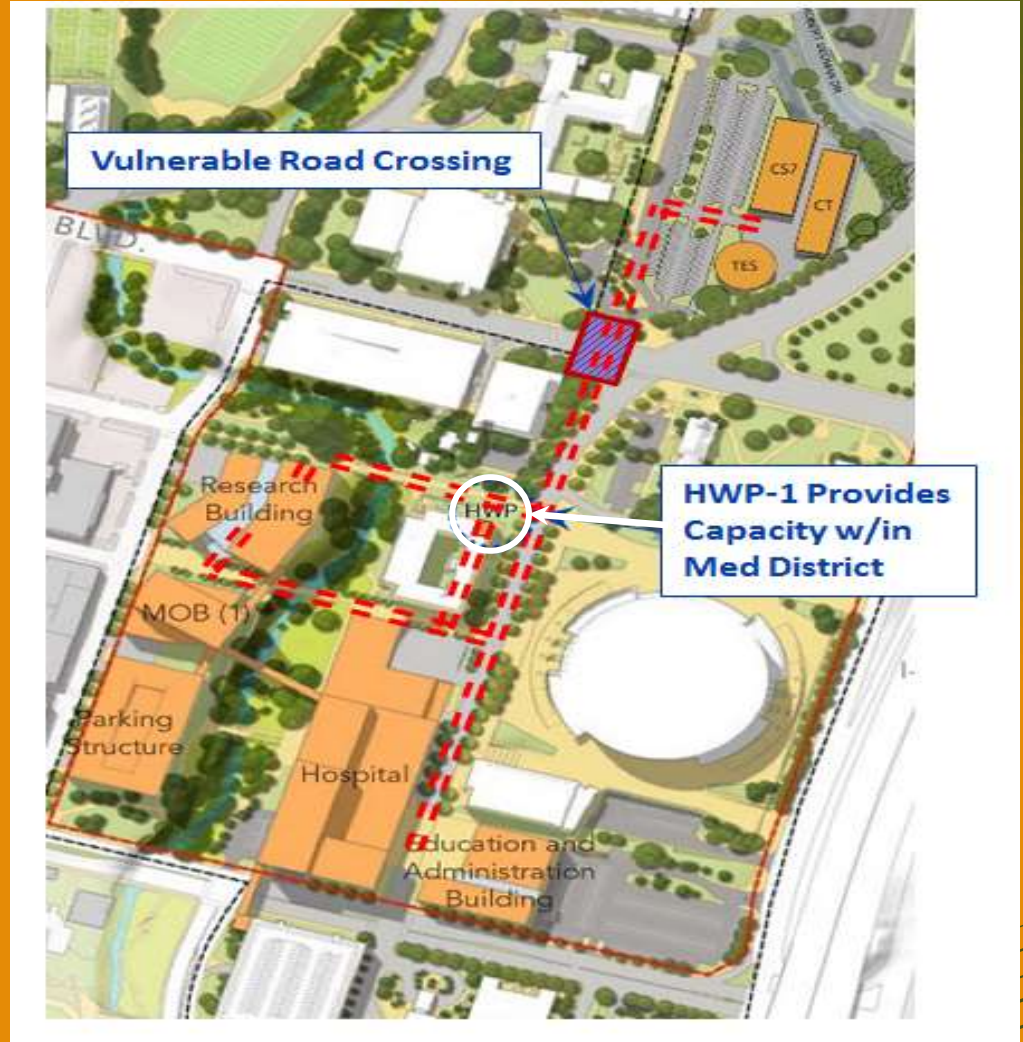 Vulnerable Road Crossing
CS7
CT
BLVD.
TES
Research
Building
HWP
HWP-1 Provides
Capacity w/in
Med District
MOB (1)
I-
Parking
Structure
Hospital
Education and
Administration
Building